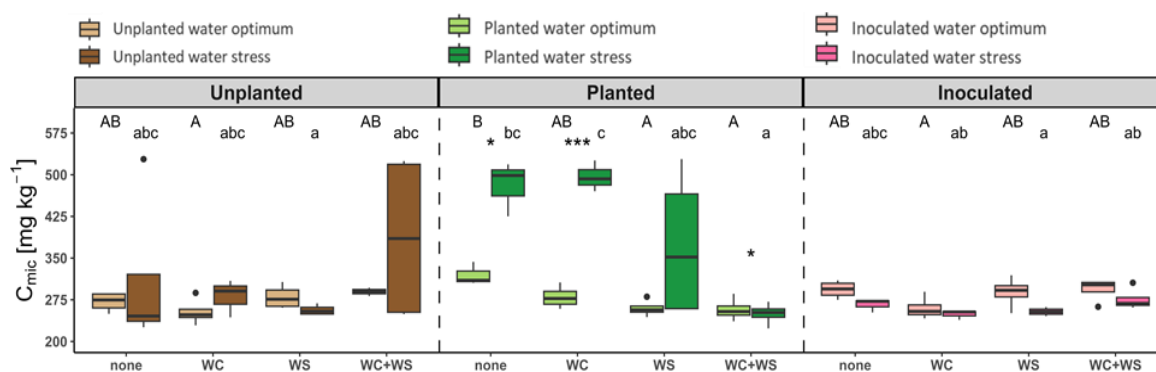 Unplanted water optimum Planted water optimum Inoculated water optimum
Unplanted water stress Planted water stress Inoculated water stress
Unplanted Planted Inoculated
AB A AB AB B AB A A AB A AB AB
abc abc a abc bc c abc a abc ab a ab
* *** *
Cmic [mg kg−1]
575
500
425
350
275
200
none WC WS WC+WS none WC WS WC+WS none WC WS WC+WS